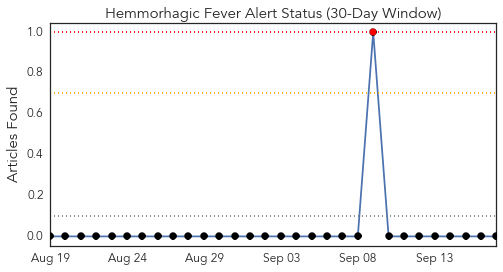 Hemmorhagic Fever Alert Status (30-Day Window)
Articles Found
1.0
0.8
0.6
0.4
0.2
0.0
Aug 19 Aug 24 Aug 29 Sep 03 Sep 08 Sep 13